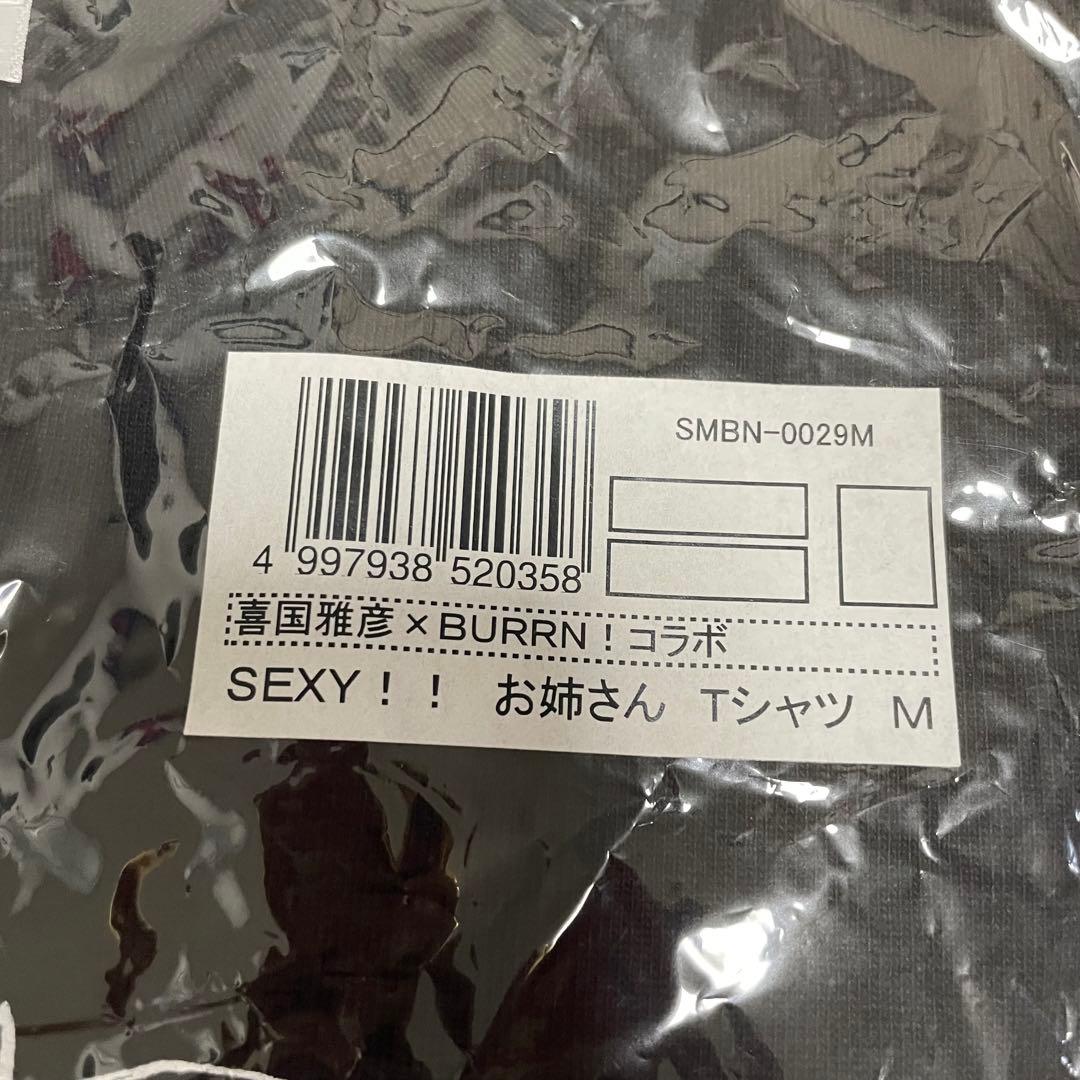 SMBN-0029M
4 997938 520358
喜国雅彦×BURRN！コラボ
SEXY！！ お姉さん Tシャツ M